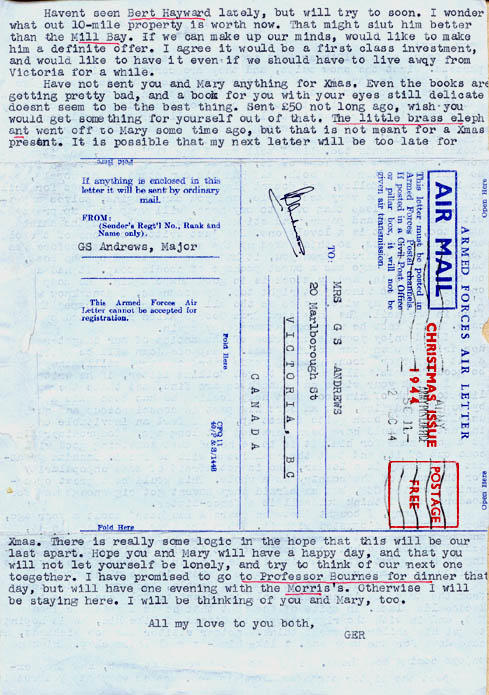 Havent seen Bert Hayward lately, but will try to soon. I wonder
what out 10-mile property is worth now. That might siut him better
than the Mill Bay. If we can make up our minds, would like to make
him a definite offer. I agree it would be a first class investment,
and would like to have it even if we should have to live awqy from
Victoria for a while.
Have not sent you and Mary anything for Xmas. Even the books are
getting pretty bad, and a book for you with your eyes still delicate
doesnt seem to be the best thing. Sent £50 not long ago, wish you
would get something for yourself out of that. The little brass eleph
ant went off to Mary some time ago, but that is not meant for a Xmas
present. It is possible that my next letter will be too late for
Fold Here
If anything is enclosed in this
letter it will be sent by ordinary
mail.
FROM:
(Sender's Regt'l No., Rank and
Name only).
GS Andrews, Major
This Armed Forces Air
Letter cannot be accepted for
registration.
Fold Here
TO:
MRS G S ANDREWS
20 Marlborough St
VICTORIA, BC
CANADA
ARMED FORCES AIR LETTER
AIR MAIL
This letter must be posted in
Armed Forces Postal channels.
If posted in a Civil Post Office
or pillar box, it will not be
given air transmission.
CHRISTMAS ISSUE
1944
POSTAGE
FREE
Open Here
Open Here
Fold Here
Xmas. There is really some logic in the hope that this will be our
last apart. Hope you and Mary will have a happy day, and that you
will not let yourself be lonely, and try to think of our next one
toegether. I have promised to go to Professor Bournes for dinner that
day, but will have one evening with the Morris's. Otherwise I will
be staying here. I will be thinking of you and Mary, too.
All my love to you both,
GER